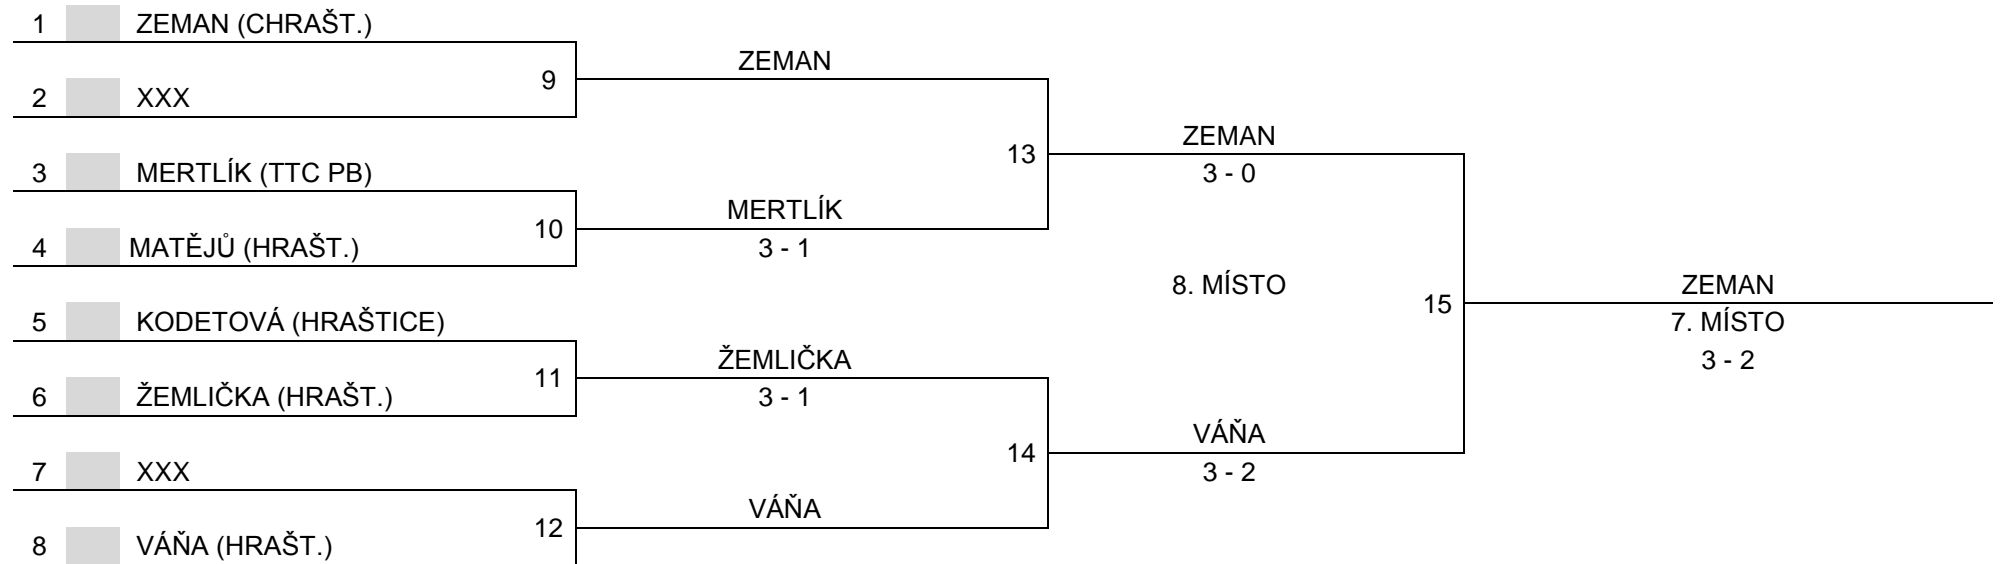 1 ZEMAN (CHRAŠT.)
ZEMAN
9
2 XXX
ZEMAN
13
3 MERTLÍK (TTC PB)
3 - 0
MERTLÍK
10
4 MATĚJŮ (HRAŠT.)
3 - 1
8. MÍSTO
ZEMAN
15
5 KODETOVÁ (HRAŠTICE)
7. MÍSTO
ŽEMLIČKA
3 - 2
11
6 ŽEMLIČKA (HRAŠT.)
3 - 1
VÁŇA
14
7 XXX
3 - 2
VÁŇA
12
8 VÁŇA (HRAŠT.)